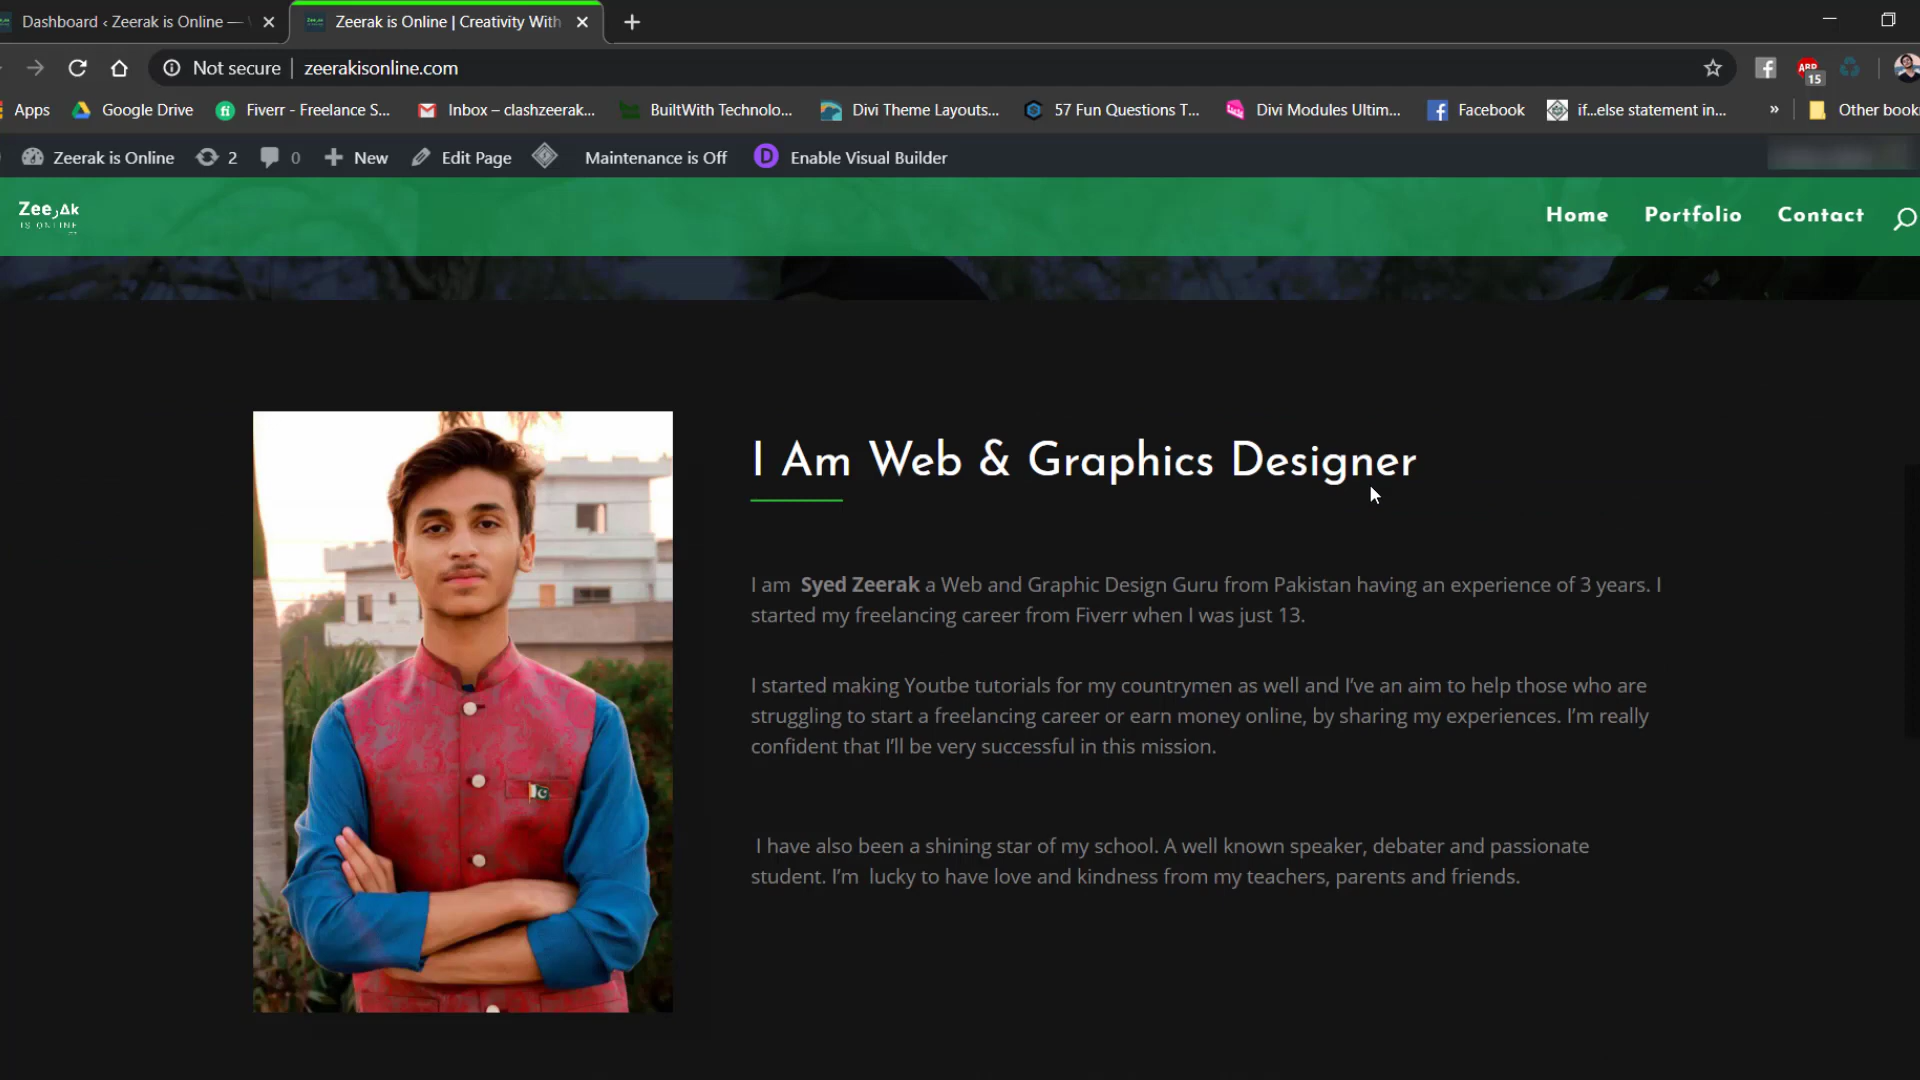 Dashboard ‹ Zeerak is Online —
Zeerak is Online | Creativity With
Not secure | zeerakisonline.com
ABP
15
Apps
Google Drive
Fiverr - Freelance S...
Inbox – clashzeerak...
BuiltWith Technolo...
Divi Theme Layouts...
57 Fun Questions T...
Divi Modules Ultim...
Facebook
if...else statement in...
»
Other book
Zeerak is Online
2
0
New
Edit Page
Maintenance is Off
D
Enable Visual Builder
IS ONLINE
Home
Portfolio
Contact
I Am Web & Graphics Designer
I am Syed Zeerak a Web and Graphic Design Guru from Pakistan having an experience of 3 years. I
started my freelancing career from Fiverr when I was just 13.
I started making Youtbe tutorials for my countrymen as well and I’ve an aim to help those who are
struggling to start a freelancing career or earn money online, by sharing my experiences. I’m really
confident that I’ll be very successful in this mission.
I have also been a shining star of my school. A well known speaker, debater and passionate
student. I’m lucky to have love and kindness from my teachers, parents and friends.